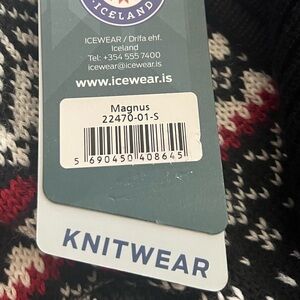 ICELAND
ICEWEAR / Drífa ehf.
Iceland
Tel: +354 555 7400
icewear@icewear.is
www.icewear.is
Magnus
22470-01-S
5 690450 408645
KNITWEAR